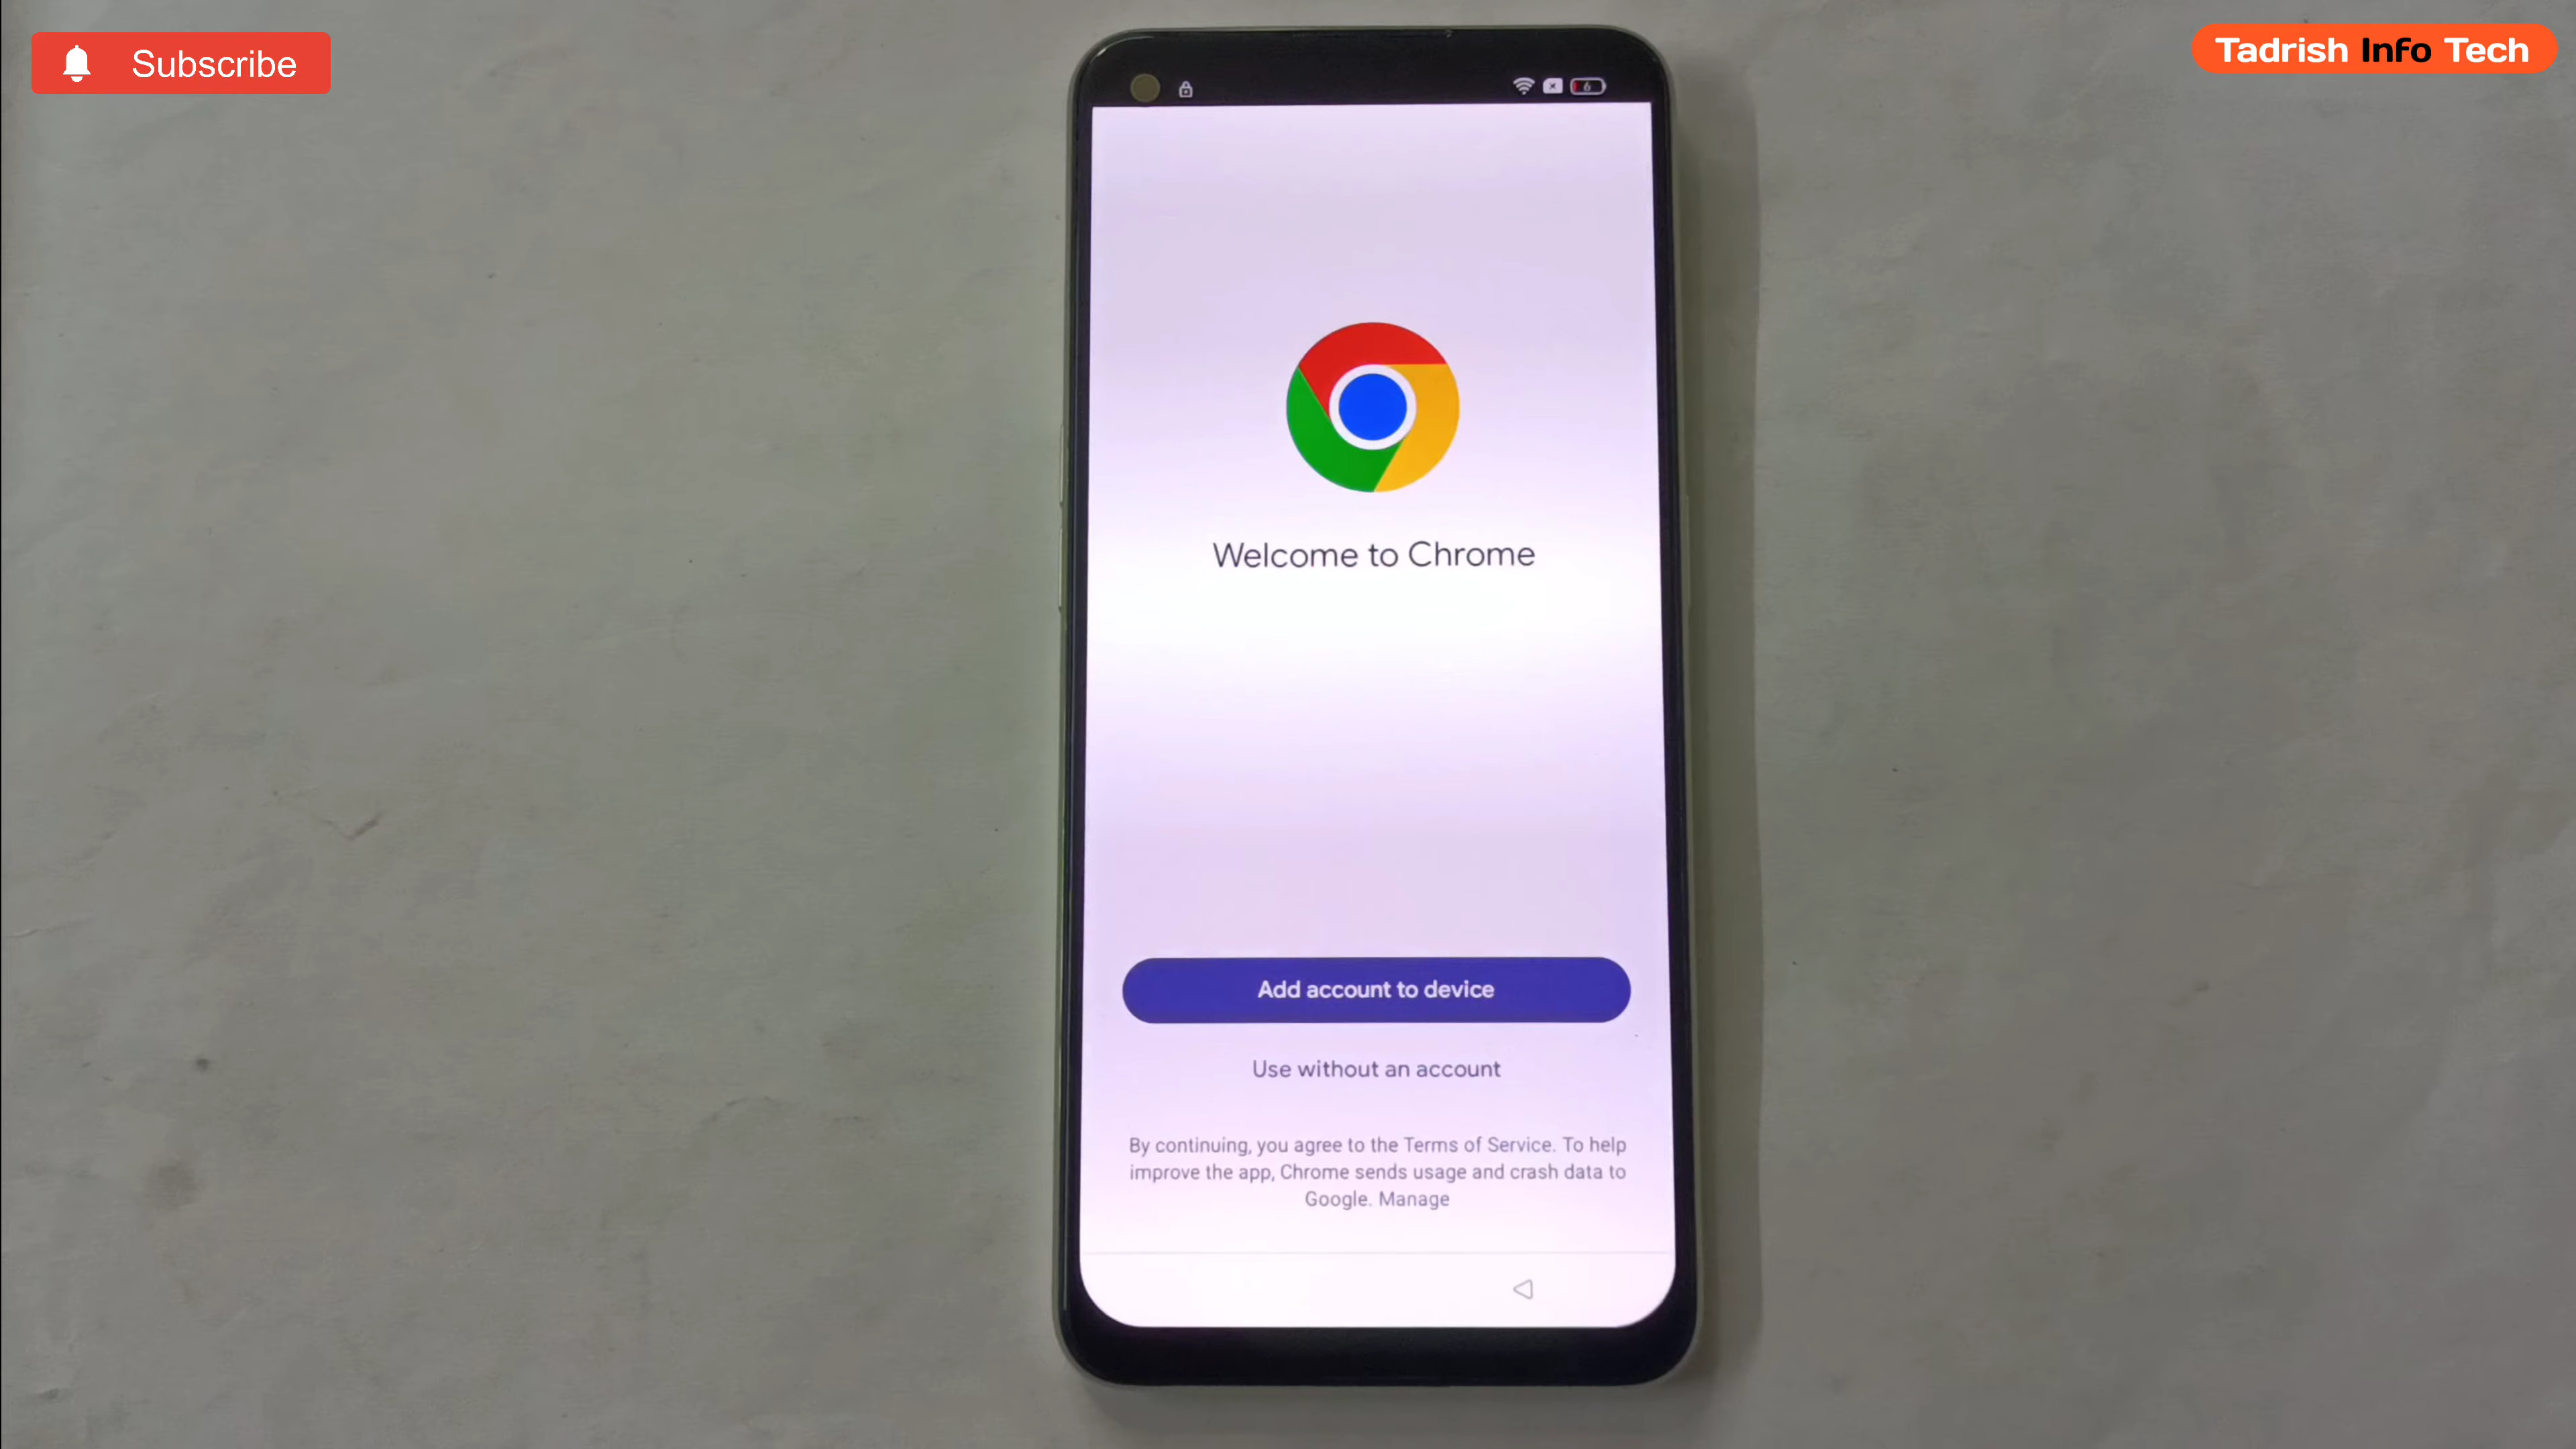 Subscribe
Tadrish Info Tech
6
Welcome to Chrome
Add account to device
Use without an account
By continuing, you agree to the Terms of Service. To help
improve the app, Chrome sends usage and crash data to
Google. Manage